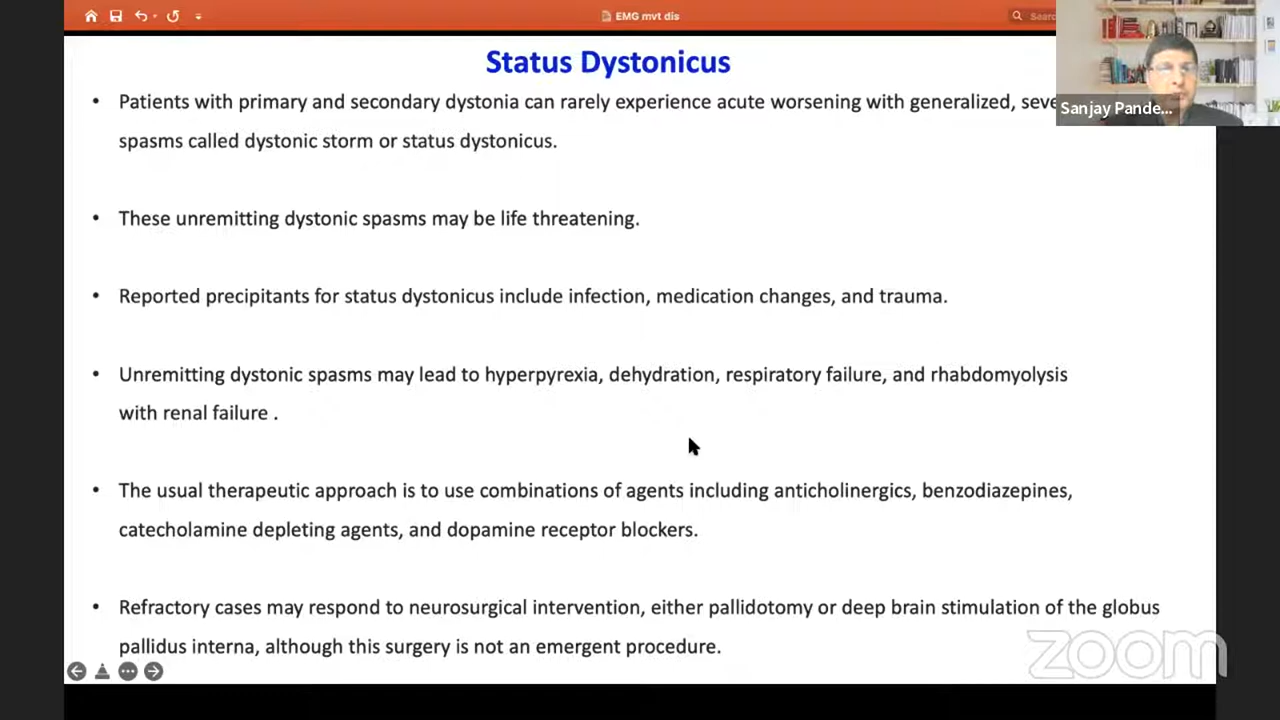 EMG mvt dis
Sanjay Pande...
Status Dystonicus
• Patients with primary and secondary dystonia can rarely experience acute worsening with generalized,
spasms called dystonic storm or status dystonicus.
• These unremitting dystonic spasms may be life threatening.
• Reported precipitants for status dystonicus include infection, medication changes, and trauma.
• Unremitting dystonic spasms may lead to hyperpyrexia, dehydration, respiratory failure, and rhabdomyolysis
with renal failure .
• The usual therapeutic approach is to use combinations of agents including anticholinergics, benzodiazepines,
catecholamine depleting agents, and dopamine receptor blockers.
• Refractory cases may respond to neurosurgical intervention, either pallidotomy or deep brain stimulation of the globus
pallidus interna, although this surgery is not an emergent procedure.
zoom